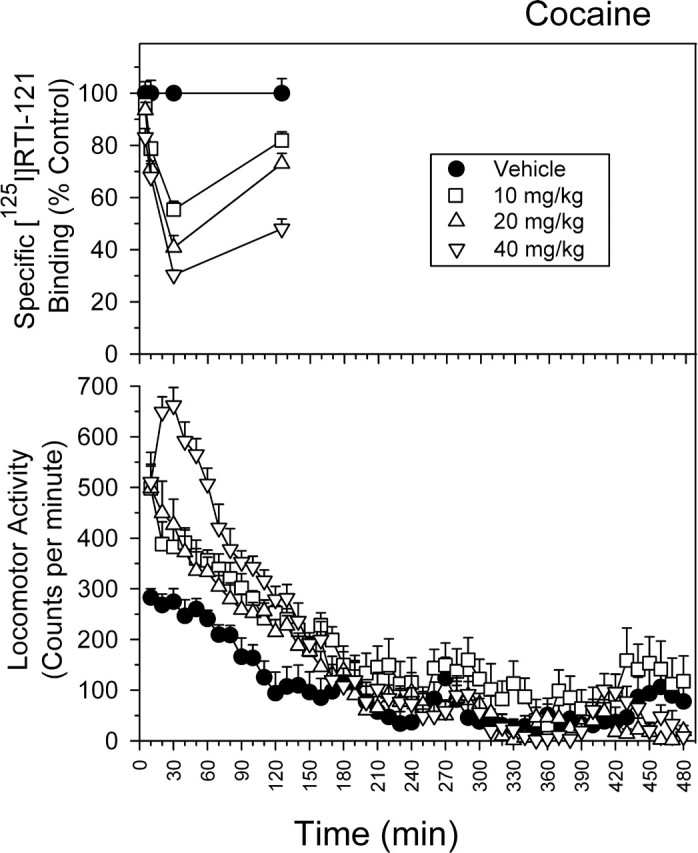 Cocaine
Specific [125I]RTI-121
Binding (% Control)
100
80
60
40
20
0
Vehicle
10 mg/kg
20 mg/kg
40 mg/kg
Locomotor Activity
(Counts per minute)
700
600
500
400
300
200
100
0
0 30 60 90 120 150 180 210 240 270 300 330 360 390 420 450 480
Time (min)